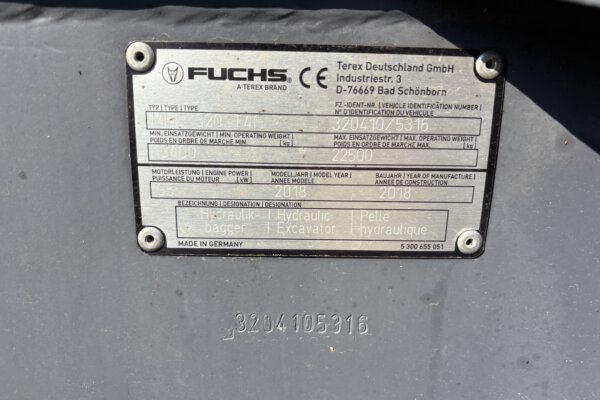 FUCHS®
A TEREX BRAND
CE
Terex Deutschland GmbH
Industriestr. 3
D-76669 Bad Schönborn
TYP | TYPE | TYPE
FZ.-IDENT-NR. | VEHICLE IDENTIFICATION NUMBER |
N° D'IDENTIFICATION DU VEHICULE
320410/5316
MIN. EINSATZGEWICHT | MIN. OPERATING WEIGHT |
POIDS EN ORDRE DE MARCHE MIN. [kg]
MAX. EINSATZGEWICHT | MAX. OPERATING WEIGHT |
POIDS EN ORDRE DE MARCHE MAX. [kg]
22500
MOTORLEISTUNG | ENGINE POWER |
PUISSANCE DU MOTEUR [kW]
MODELLJAHR | MODEL YEAR |
ANNEE DE MODELE
BAUJAHR | YEAR OF MANUFACTURE |
ANNEE DE CONSTRUCTION
2018
2018
BEZEICHNUNG | DESIGNATION | DESIGNATION
Hydraulik- | Hydraulic | Pelle
bagger | Excavator | hydraulique
MADE IN GERMANY
5 300 655 051
3204105316